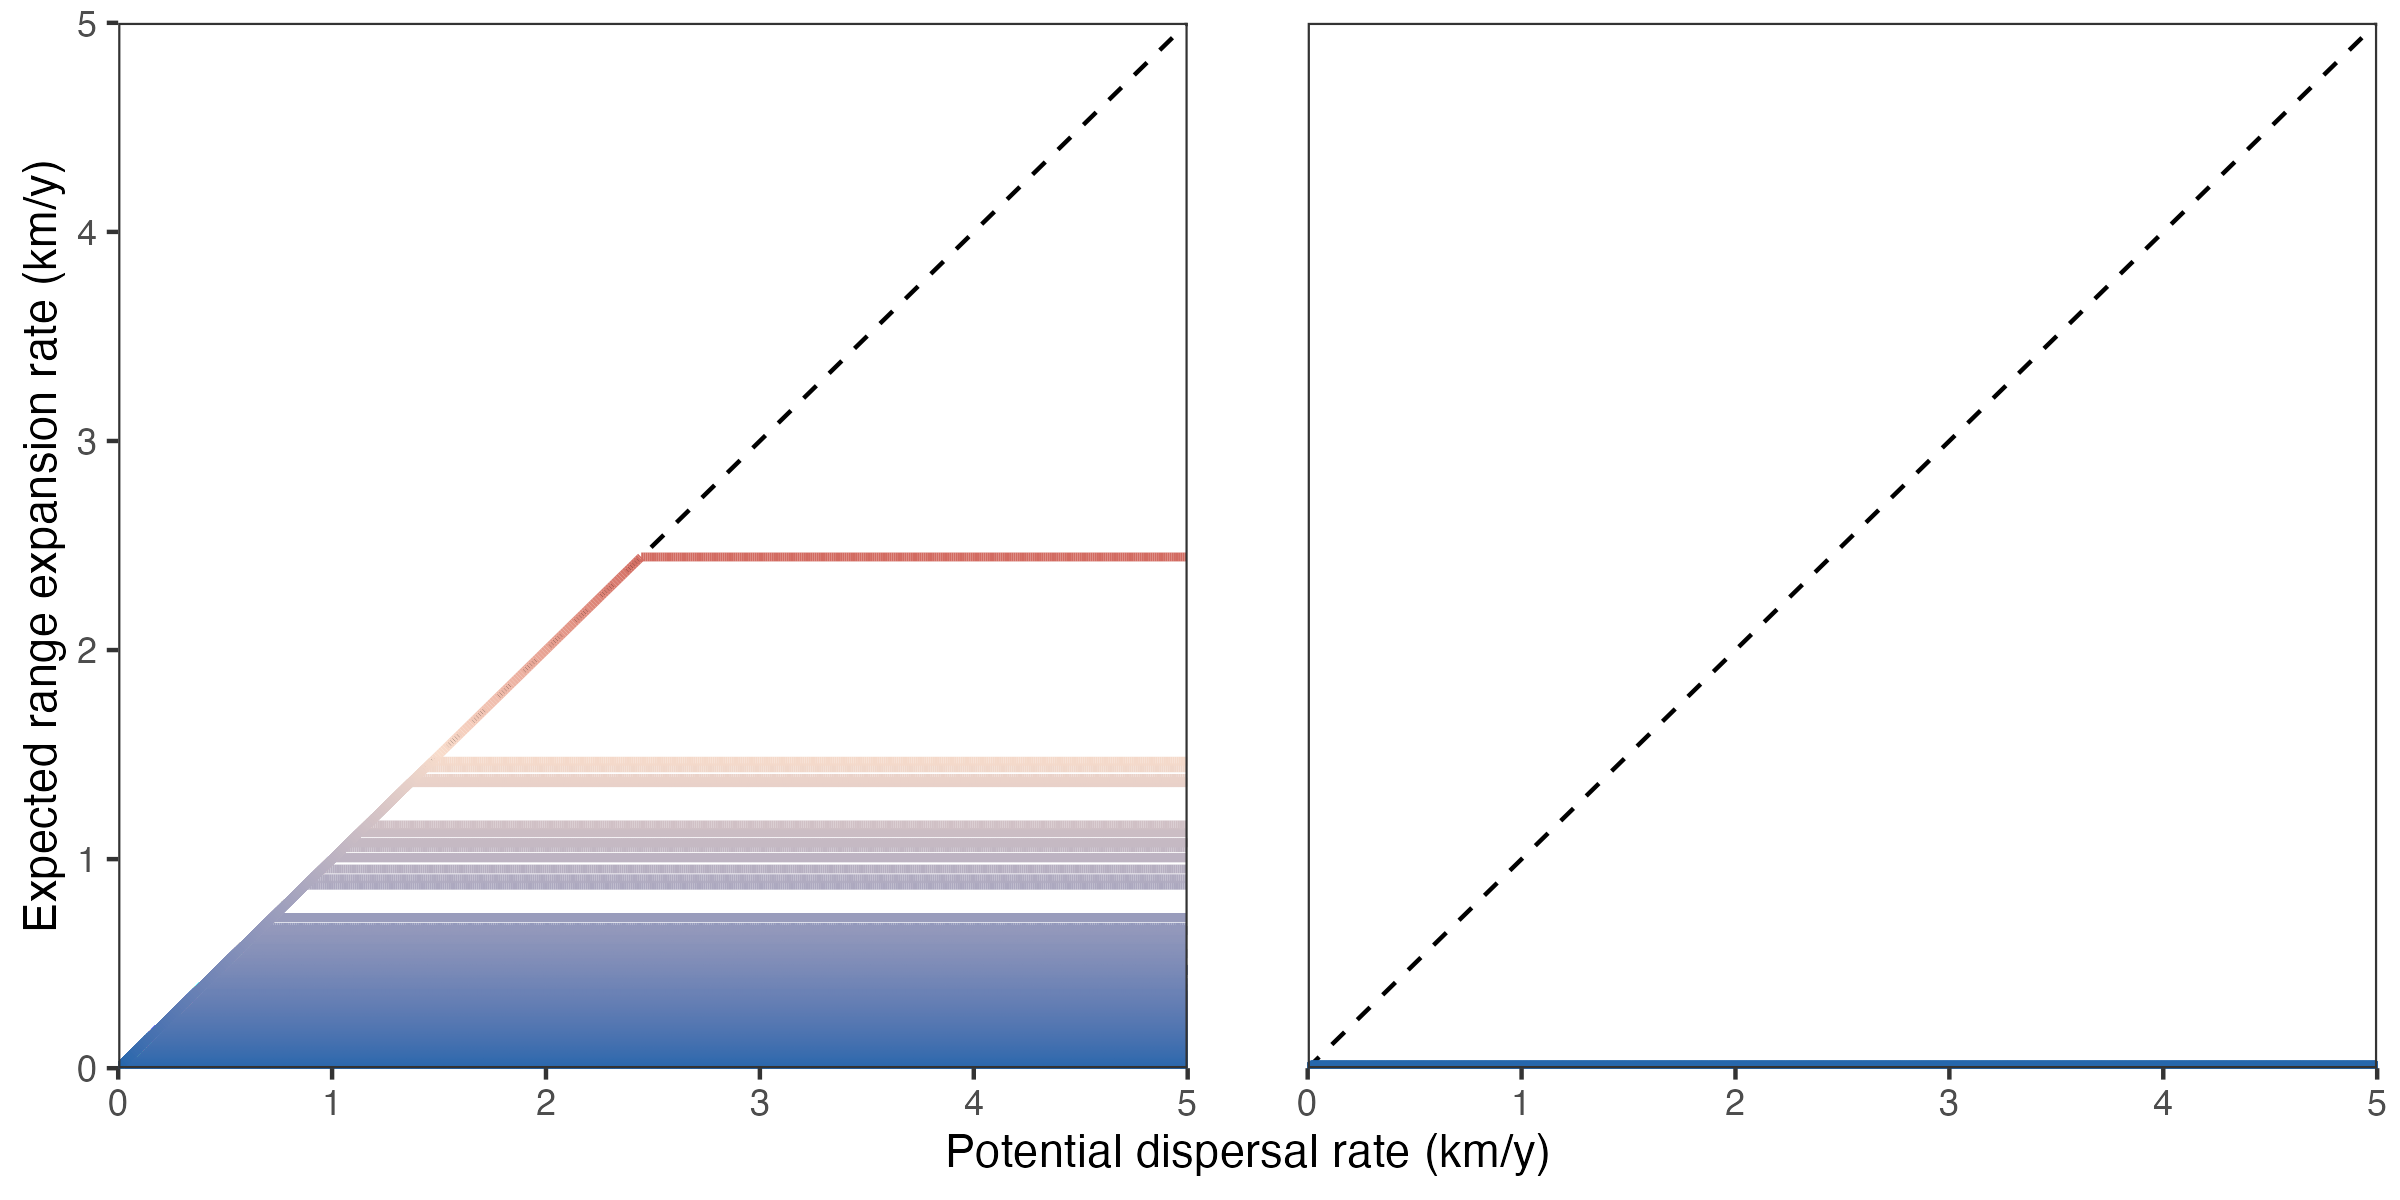 Expected range expansion rate (km/y)
5
4
3
2
1
0
0 1 2 3 4 5
0 1 2 3 4 5
Potential dispersal rate (km/y)